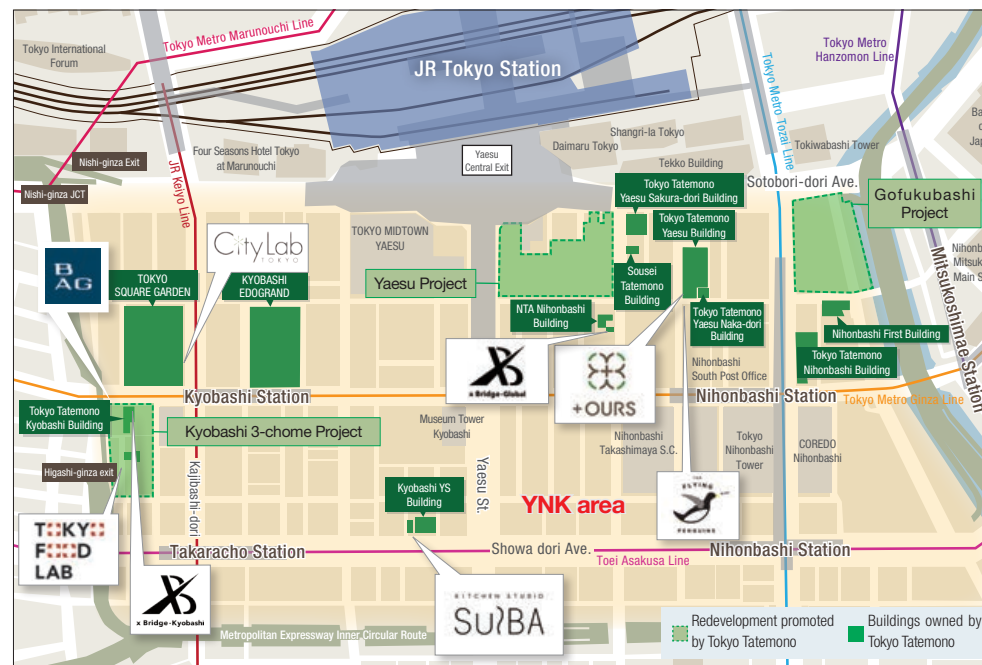 Tokyo Metro Marunouchi Line
Tokyo International
Forum
JR Tokyo Station
Tokyo Metro
Hanzomon Line
Tokyo Metro Tozai Line
Nishi-ginza Exit
Nishi-ginza JCT
JR Keiyo Line
Four Seasons Hotel Tokyo
at Marunouchi
Yaesu
Central Exit
Shangri-la Tokyo
Daimaru Tokyo
Tekko Building
Tokiwabashi Tower
Sotobori-dori Ave.
Tokyo Tatemono
Yaesu Sakura-dori Building
Gofukubashi
Project
TOKYO MIDTOWN
YAESU
Tokyo Tatemono
Yaesu Building
Mitsukoshimae Station
B
AG
CityLab
TOKYO
TOKYO
SQUARE GARDEN
KYOBASHI
EDOGRAND
Yaesu Project
Sousei
Tatemono
Building
NTA Nihonbashi
Building
Tokyo Tatemono
Yaesu Naka-dori
Building
Nihonbashi First Building
Tokyo Tatemono
Nihonbashi Building
x Bridge-Global
+OURS
Nihonbashi
South Post Office
Kyobashi Station
Nihonbashi Station
Tokyo Metro Ginza Line
Tokyo Tatemono
Kyobashi Building
Kyobashi 3-chome Project
Museum Tower
Kyobashi
Nihonbashi
Takashimaya S.C.
Tokyo
Nihonbashi
Tower
COREDO
Nihonbashi
Higashi-ginza exit
Kajibashi-dori
Yaesu St.
Kyobashi YS
Building
YNK area
THE
FLYING
PENGUINS
TOKYO
FOOD
LAB
Takaracho Station
Showa dori Ave.
Toei Asakusa Line
Nihonbashi Station
x Bridge-Kyobashi
KITCHEN STUDIO
SUIBA
Metropolitan Expressway Inner Circular Route
Redevelopment promoted
by Tokyo Tatemono
Buildings owned by
Tokyo Tatemono